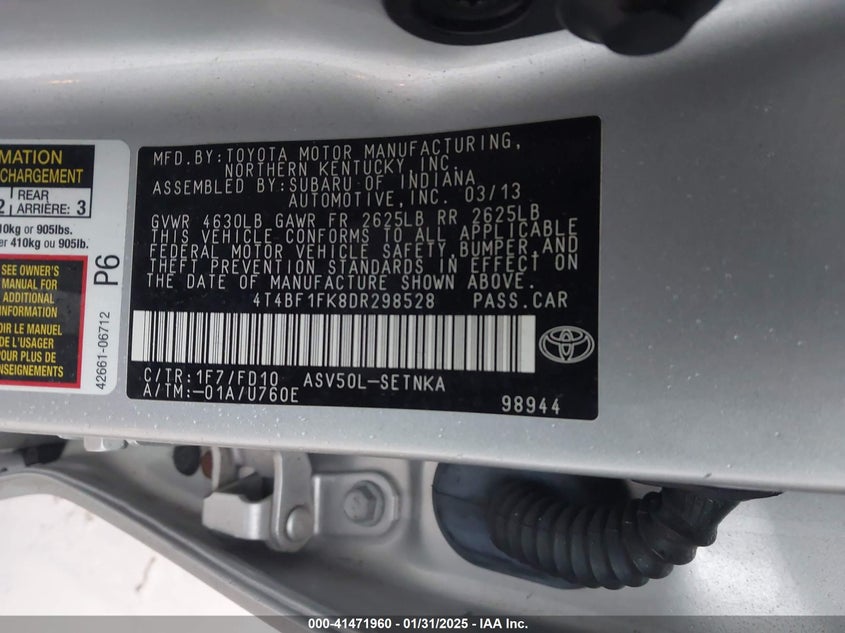 MATION
CHARGEMENT
2
REAR
ARRIÈRE: 3
10kg or 905lbs.
er 410kg ou 905lb.
SEE OWNER'S
MANUAL FOR
ADDITIONAL
INFORMATION
OIR LE MANUEL
DE L'USAGER
POUR PLUS DE
ENSEIGNEMENTS
P6
42661-06712
MFD.BY:TOYOTA MOTOR MANUFACTURING,
NORTHERN KENTUCKY, INC.
ASSEMBLED BY:SUBARU OF INDIANA
AUTOMOTIVE,INC. 03/13
GVWR 4630LB GAWR FR 2625LB RR 2625LB
THIS VEHICLE CONFORMS TO ALL APPLICABLE
FEDERAL MOTOR VEHICLE SAFETY,BUMPER,AND
THEFT PREVENTION STANDARDS IN EFFECT ON
THE DATE OF MANUFACTURE SHOWN ABOVE.
4T4BF1FK8DR298528 PASS.CAR
C/TR:1F7/FD10 ASV50L-SETNKA
A/TM:-01A/U760E
98944
000-41471960 - 01/31/2025 - IAA Inc.